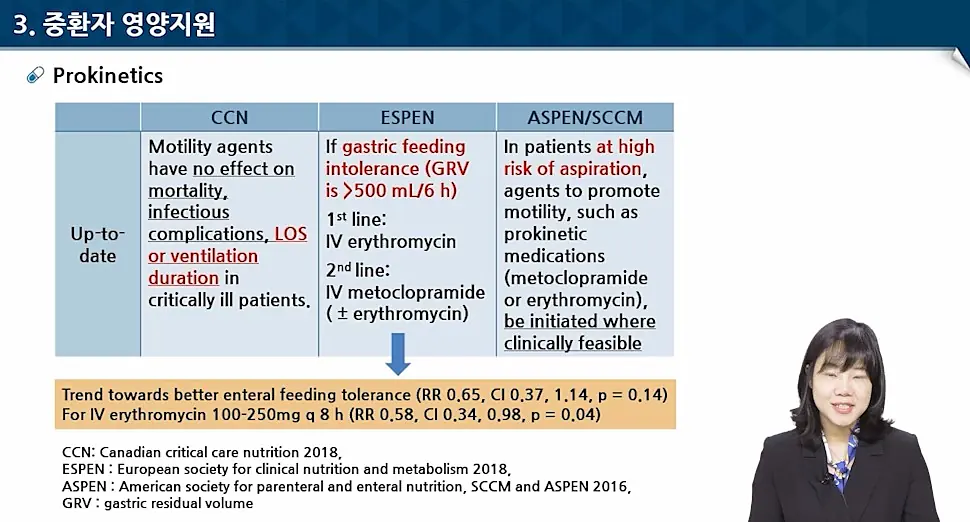 3. 중환자 영양지원
Prokinetics
CCN
ESPEN
ASPEN/SCCM
Up-to-
date
Motility agents
have no effect on
mortality,
infectious
complications, LOS
or ventilation
duration in
critically ill patients.
If gastric feeding
intolerance (GRV
is >500 mL/6 h)
1st line:
IV erythromycin
2nd line:
IV metoclopramide
( ± erythromycin)
In patients at high
risk of aspiration,
agents to promote
motility, such as
prokinetic
medications
(metoclopramide
or erythromycin),
be initiated where
clinically feasible
Trend towards better enteral feeding tolerance (RR 0.65, CI 0.37, 1.14, p = 0.14)
For IV erythromycin 100-250mg q 8 h (RR 0.58, CI 0.34, 0.98, p = 0.04)
CCN: Canadian critical care nutrition 2018,
ESPEN : European society for clinical nutrition and metabolism 2018,
ASPEN : American society for parenteral and enteral nutrition, SCCM and ASPEN 2016,
GRV : gastric residual volume